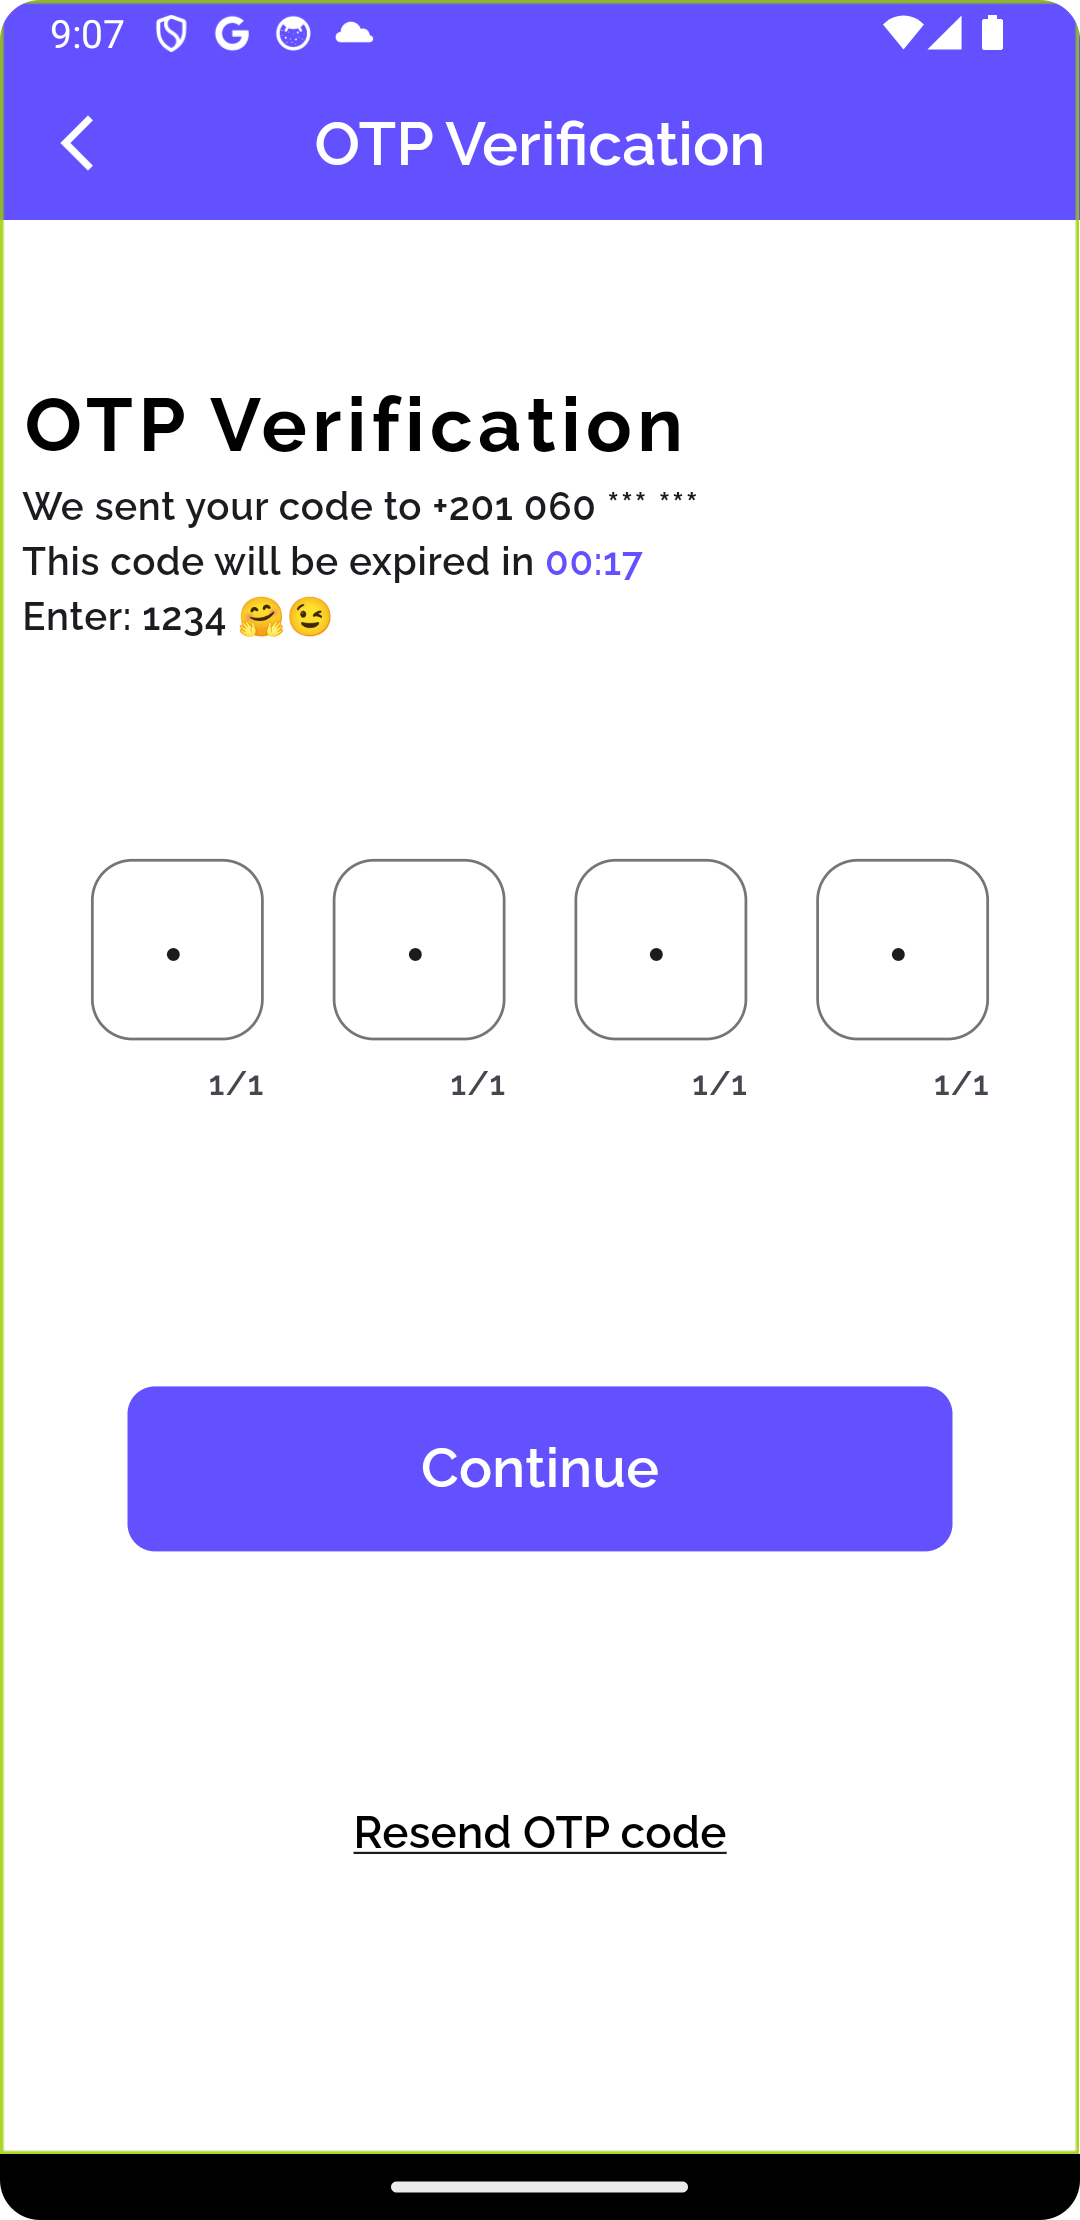 9:07
OTP Verification
OTP Verification
We sent your code to +201 060 *** ***
This code will be expired in 00:17
Enter: 1234 🤗😉
1/1 1/1 1/1 1/1
Continue
Resend OTP code